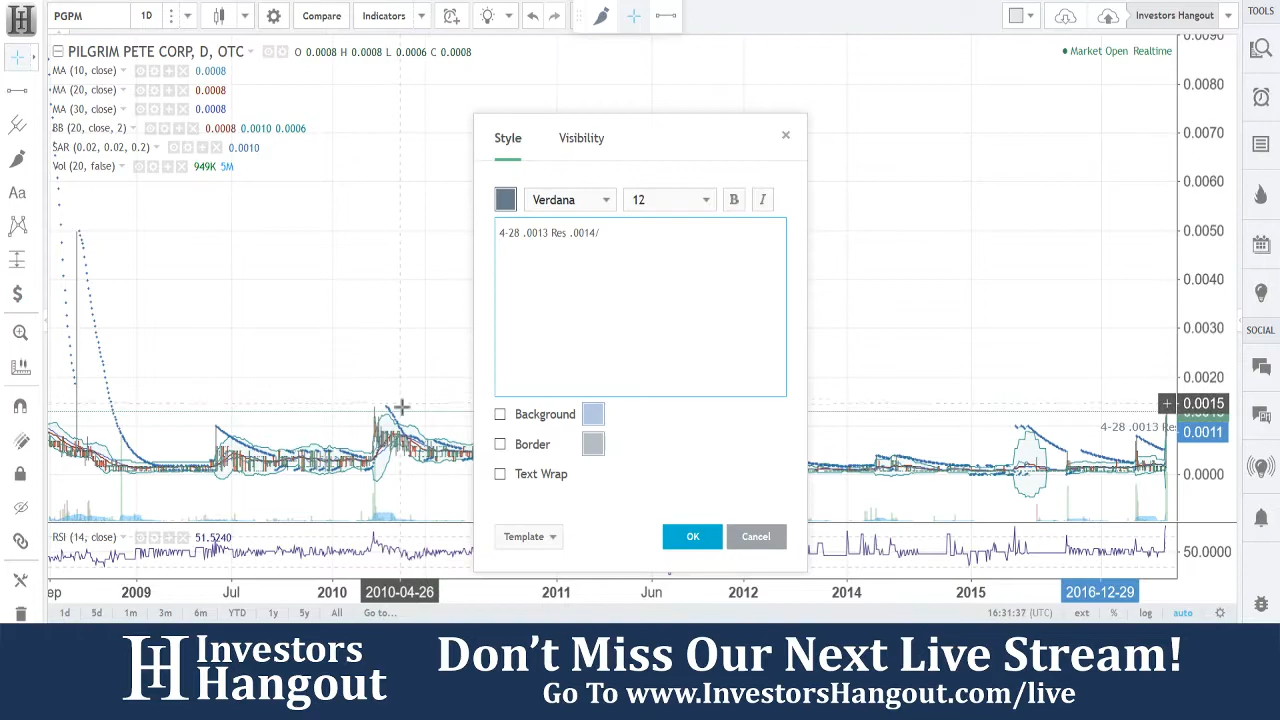 PGPM 1D Compare Indicators Investors Hangout TOOLS
PILGRIM PETE CORP, D, OTC O 0.0008 H 0.0008 L 0.0006 C 0.0008
Market Open Realtime
MA (10, close) 0.0008
MA (20, close) 0.0008
MA (30, close) 0.0008
BB (20, close, 2) 0.0008 0.0010 0.0006
SAR (0.02, 0.02, 0.2) 0.0010
Vol (20, false) 949K 5M
Aa
$
Style Visibility ×
Verdana 12 B I
4-28 .0013 Res .0014/
Background
Border
Text Wrap
Template OK Cancel
0.0090
0.0080
0.0070
0.0060
0.0050
0.0040
0.0030
0.0020
+ 0.0015
0.0011
0.0000
4-28 .0013 Res
SOCIAL
RSI (14, close) 51.5240
50.0000
ep 2009 Jul 2010 2010-04-26 2011 Jun 2012 2014 2015 2016-12-29
1d 5d 1m 3m 6m YTD 1y 5y All Go to... 16:31:37 (UTC) ext % log auto
H Investors Hangout
Don't Miss Our Next Live Stream!
Go To www.InvestorsHangout.com/live